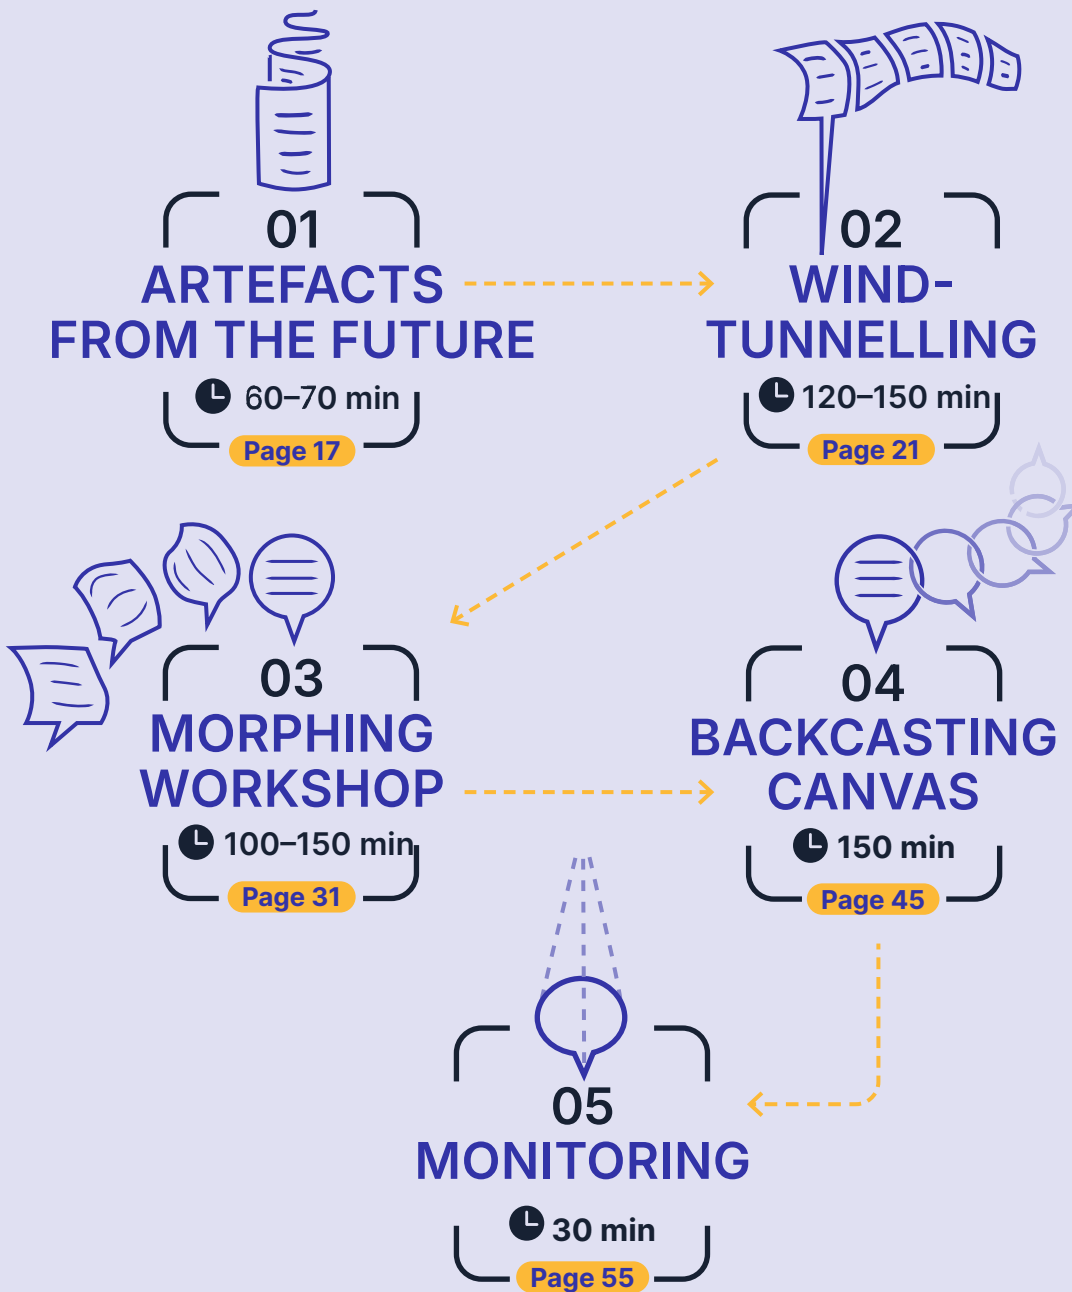 01
ARTEFACTS
FROM THE FUTURE
60–70 min
Page 17
02
WIND-
TUNNELLING
120–150 min
Page 21
03
MORPHING
WORKSHOP
100–150 min
Page 31
04
BACKCASTING
CANVAS
150 min
Page 45
05
MONITORING
30 min
Page 55